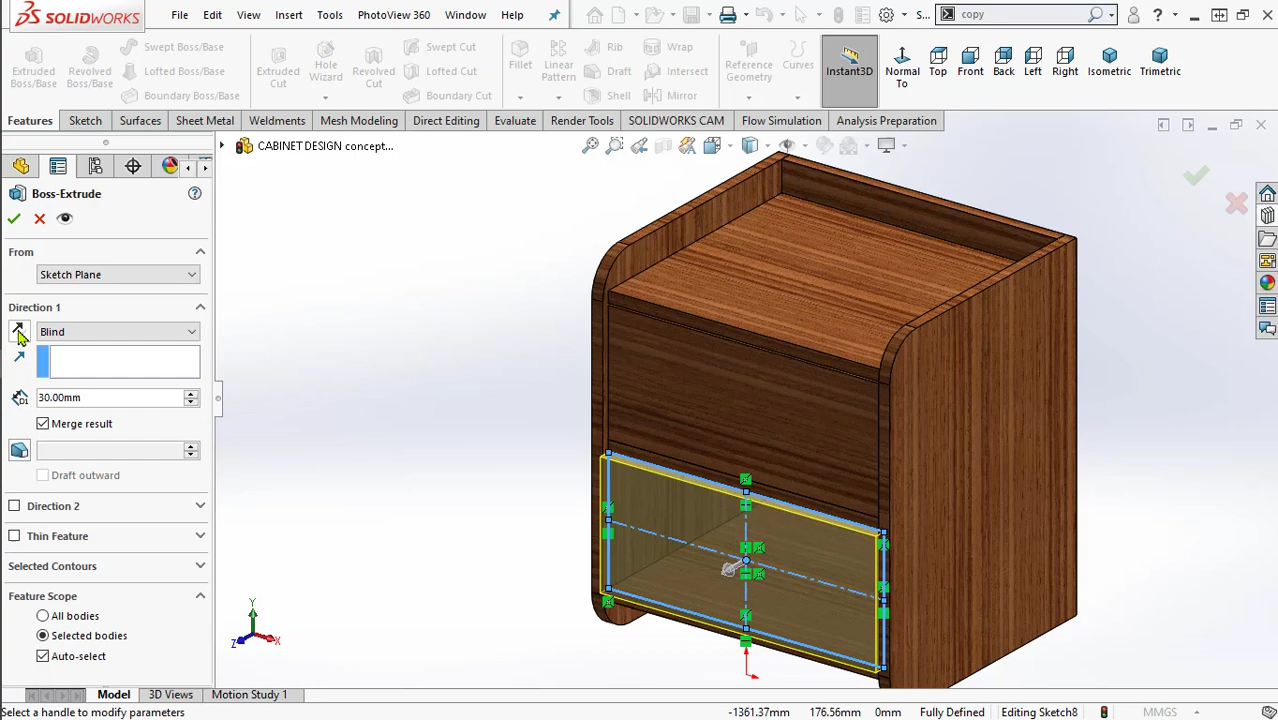 SOLIDWORKS File Edit View Insert Tools PhotoView 360 Window Help S... copy ?
Extruded Boss/Base
Revolved Boss/Base
Swept Boss/Base
Lofted Boss/Base
Boundary Boss/Base
Extruded Cut
Hole Wizard
Revolved Cut
Swept Cut
Lofted Cut
Boundary Cut
Fillet
Linear Pattern
Rib
Draft
Shell
Wrap
Intersect
Mirror
Reference Geometry
Curves
Instant3D
Normal To
Top
Front
Back
Left
Right
Isometric
Trimetric
Features Sketch Surfaces Sheet Metal Weldments Mesh Modeling Direct Editing Evaluate Render Tools SOLIDWORKS CAM Flow Simulation Analysis Preparation
CABINET DESIGN concept...
Boss-Extrude
From
Sketch Plane
Direction 1
Blind
D1 30.00mm
Merge result
Draft outward
Direction 2
Thin Feature
Selected Contours
Feature Scope
All bodies
Selected bodies
Auto-select
Y
Z X
Model 3D Views Motion Study 1
Select a handle to modify parameters -1361.37mm 176.56mm 0mm Fully Defined Editing Sketch8 MMGS